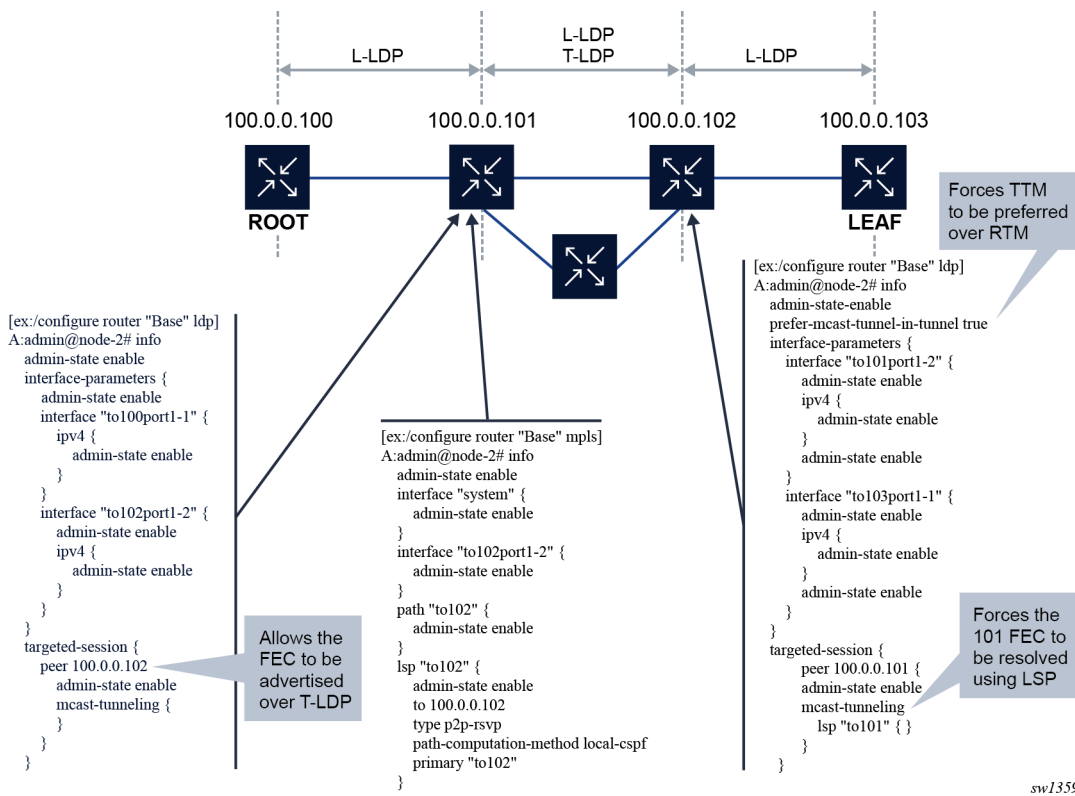 L-LDP
L-LDP
T-LDP
L-LDP
100.0.0.100
100.0.0.101
100.0.0.102
100.0.0.103
ROOT
LEAF
Forces TTM
to be preferred
over RTM
[ex:/configure router "Base" ldp]
A:admin@node-2# info
admin-state enable
interface-parameters {
admin-state enable
interface "to100port1-1" {
ipv4 {
admin-state enable
}
}
interface "to102port1-2" {
admin-state enable
ipv4 {
admin-state enable
}
}
}
targeted-session {
peer 100.0.0.102
admin-state enable
mcast-tunneling {
}
}
}
Allows the
FEC to be
advertised
over T-LDP
[ex:/configure router "Base" mpls]
A:admin@node-2# info
admin-state enable
interface "system" {
admin-state enable
}
interface "to102port1-2" {
admin-state enable
}
path "to102" {
admin-state enable
}
lsp "to102" {
admin-state enable
to 100.0.0.102
type p2p-rsvp
path-computation-method local-cspf
primary "to102"
}
[ex:/configure router "Base" ldp]
A:admin@node-2# info
admin-state-enable
prefer-mcast-tunnel-in-tunnel true
interface-parameters {
interface "to101port1-2" {
admin-state enable
ipv4 {
admin-state enable
}
admin-state enable
}
interface "to103port1-1" {
admin-state enable
ipv4 {
admin-state enable
}
admin-state enable
}
}
targeted-session {
peer 100.0.0.101 {
admin-state enable
mcast-tunneling
lsp "to101" { }
}
}
Forces the
101 FEC to
be resolved
using LSP
sw1359